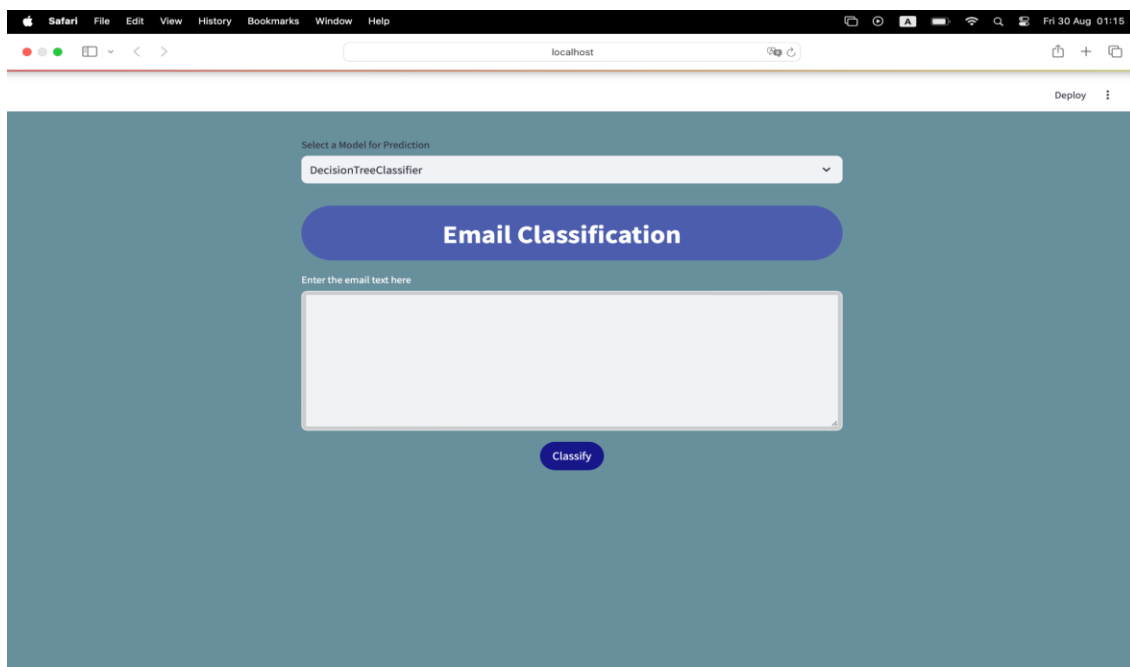 Safari File Edit View History Bookmarks Window Help A Fri 30 Aug 01:15
localhost
Deploy
Select a Model for Prediction
DecisionTreeClassifier
Email Classification
Enter the email text here
Classify